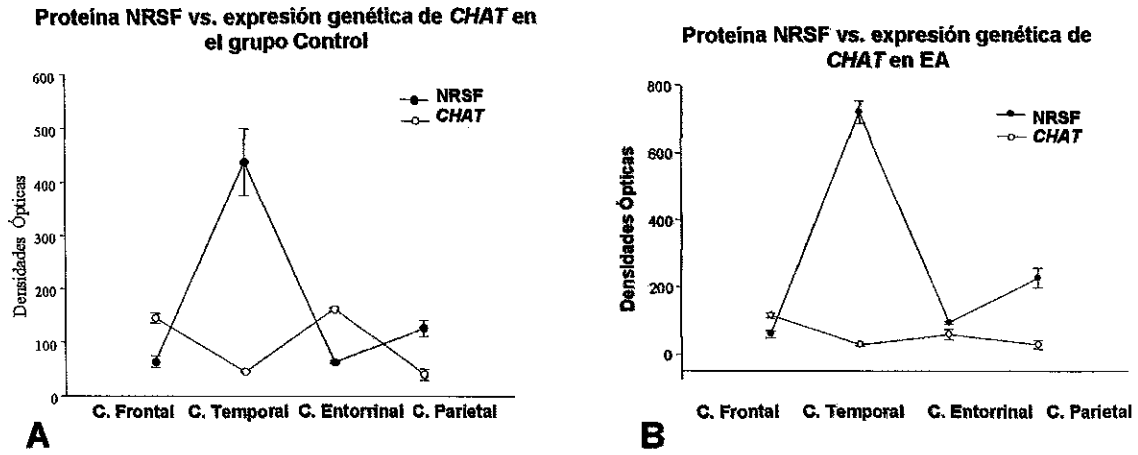 Proteína NRSF vs. expresión genética de CHAT en
el grupo Control
600
500
400
300
200
100
0
Densidades Ópticas
NRSF
CHAT
C. Frontal C. Temporal C. Entorrinal C. Parietal
A
Proteína NRSF vs. expresión genética de
CHAT en EA
800
600
400
200
0
Densidades Ópticas
NRSF
CHAT
C. Frontal C. Temporal C. Entorrinal C. Parietal
B